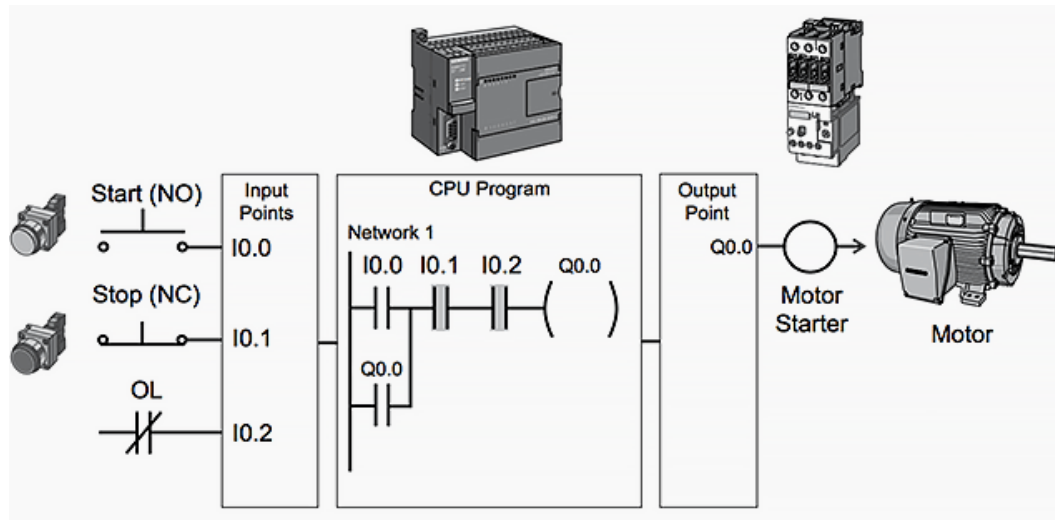 Start (NO)
I0.0
Stop (NC)
I0.1
OL
I0.2
Input
Points
CPU Program
Network 1
I0.0 I0.1 I0.2 Q0.0
Q0.0
Output
Point
Q0.0
Motor
Starter
Motor